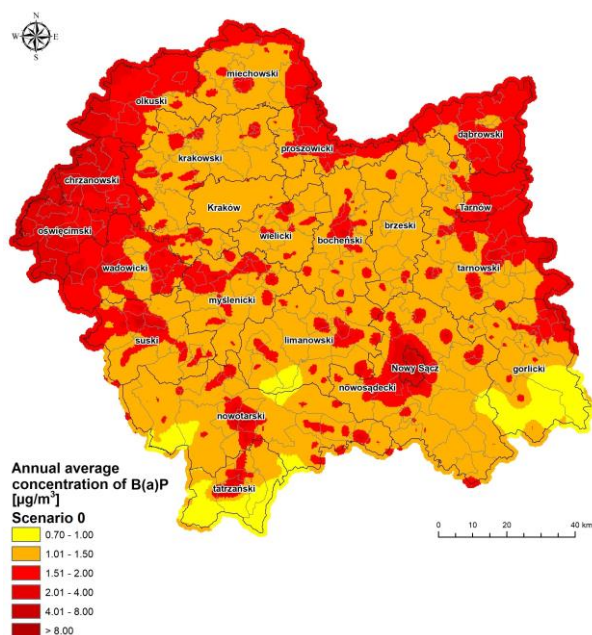 N
W E
S
miechowski
olkuski
dąbrowski
proszowicki
krakowski
chrzanowski
Kraków
Tarnów
oświęcimski
wielicki
bocheński
brzeski
wadowicki
tarnowski
myślenicki
suski
limanowski
Nowy Sącz
gorlicki
nowosądecki
nowotarski
tatrzański
Annual average
concentration of B(a)P
[µg/m³]
Scenario 0
0.70 - 1.00
1.01 - 1.50
1.51 - 2.00
2.01 - 4.00
4.01 - 8.00
> 8.00
0 10 20 40 km